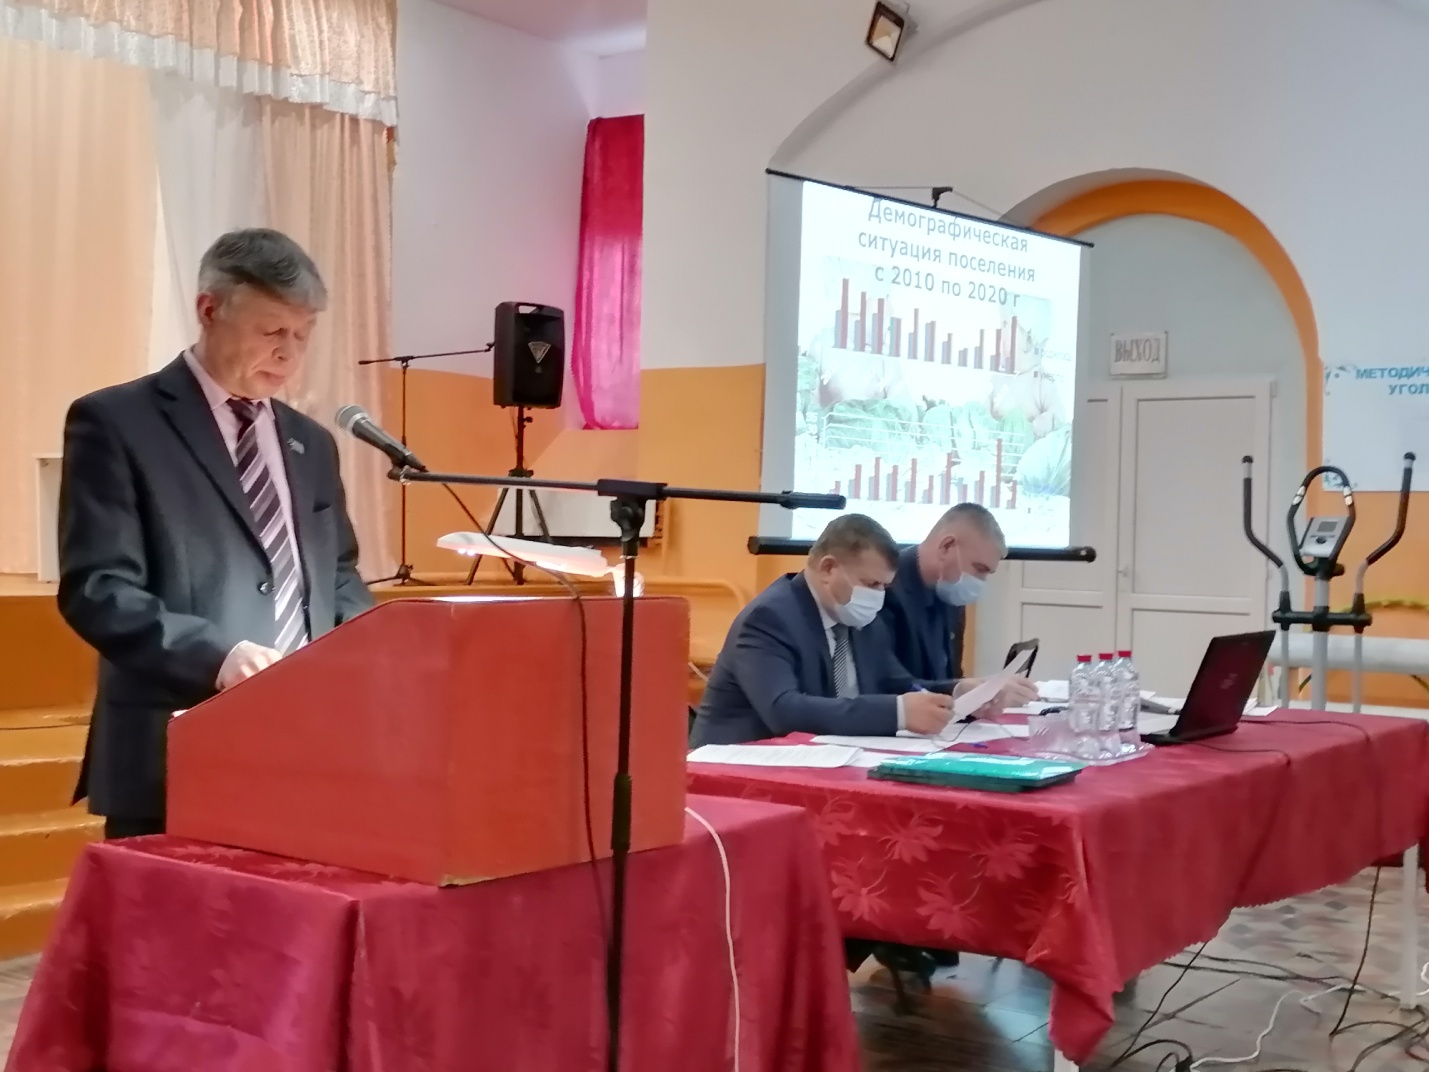 Демографическая
ситуация поселения
с 2010 по 2020 г
ВЫХОД
МЕТОДИЧ
УГОЛ